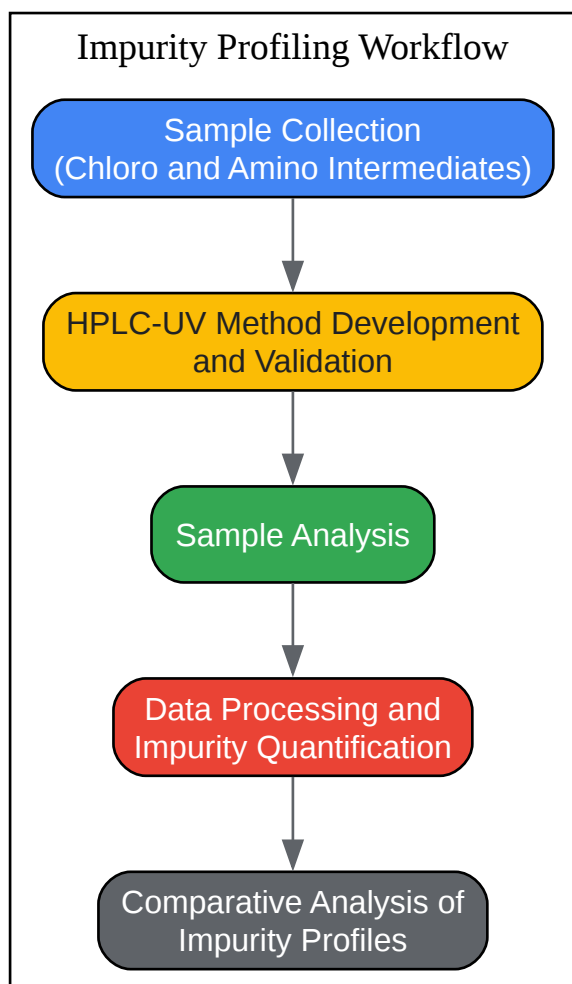 Impurity Profiling Workflow
Sample Collection
(Chloro and Amino Intermediates)
HPLC-UV Method Development
and Validation
Sample Analysis
Data Processing and
Impurity Quantification
Comparative Analysis of
Impurity Profiles